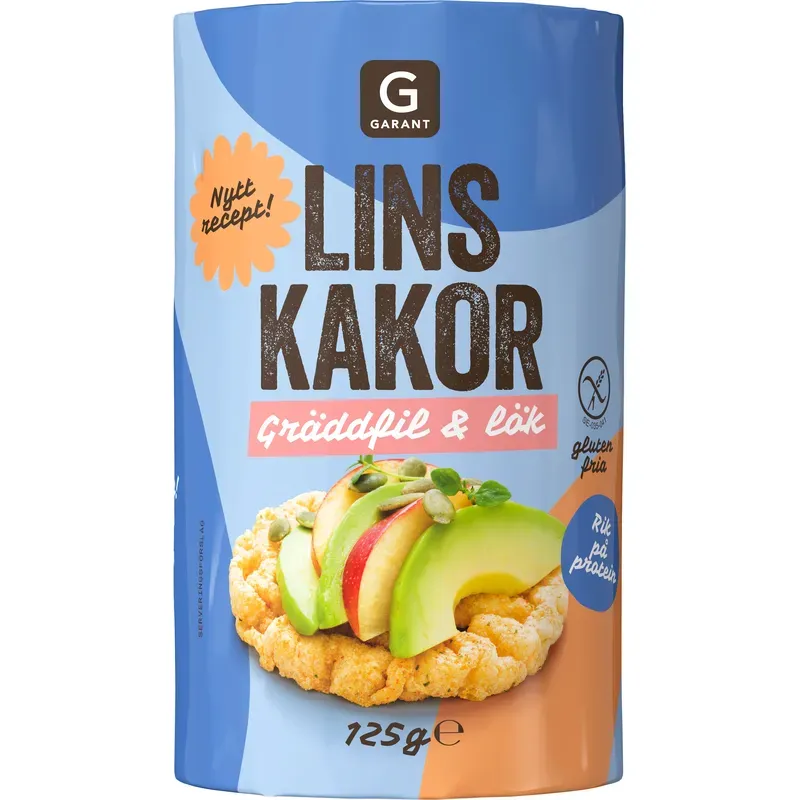 G
GARANT
Nytt
recept!
LINS
KAKOR
Gräddfil & lök
gluten
fria
Rik
på
protein
SERVERINGSFÖRSLAG
125g℮